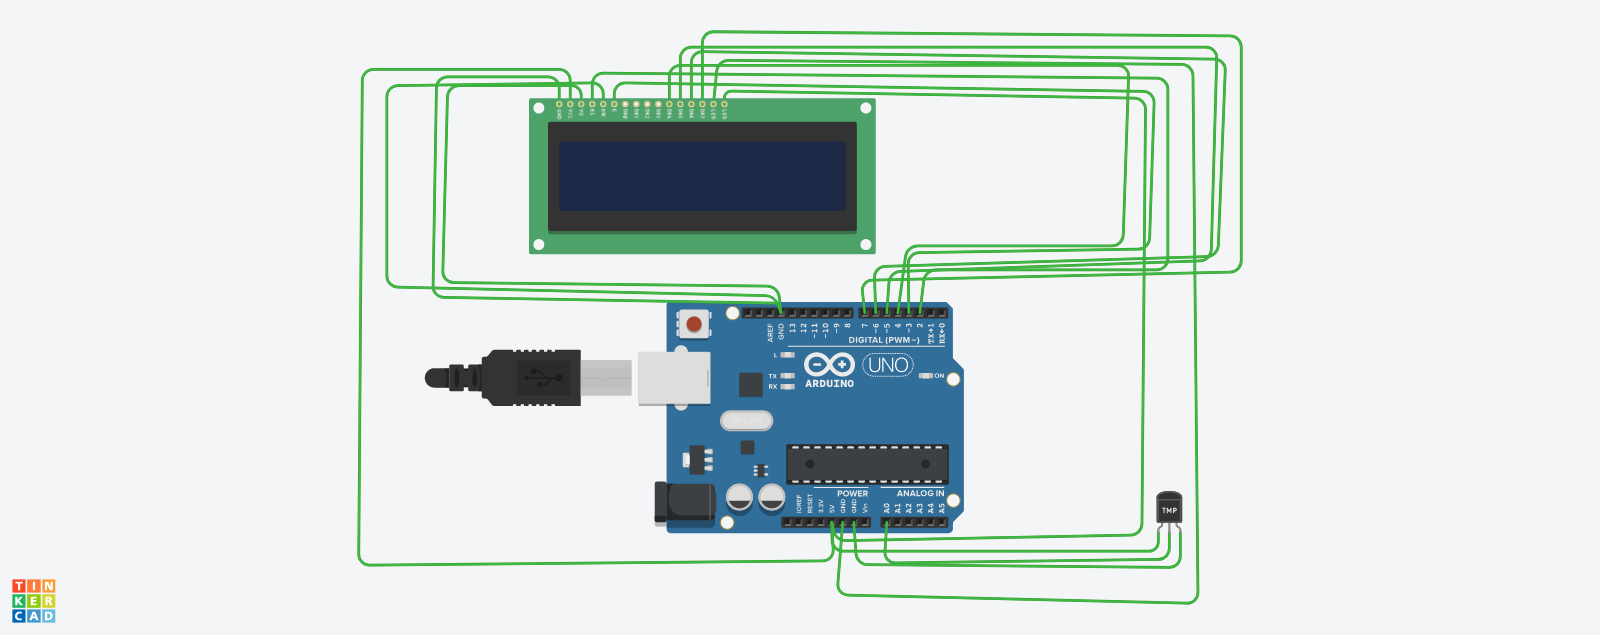 GND VCC VO RS RW E DB0 DB1 DB2 DB3 DB4 DB5 DB6 DB7 LED LED
AREF GND 13 12 ~11 ~10 ~9 8 7 ~6 ~5 4 ~3 2 TX→1 RX←0
DIGITAL (PWM ~)
L
TX
RX
UNO
ARDUINO
ON
POWER
ANALOG IN
IOREF RESET 3.3V 5V GND GND Vin A0 A1 A2 A3 A4 A5
TMP
TIN
KER
CAD